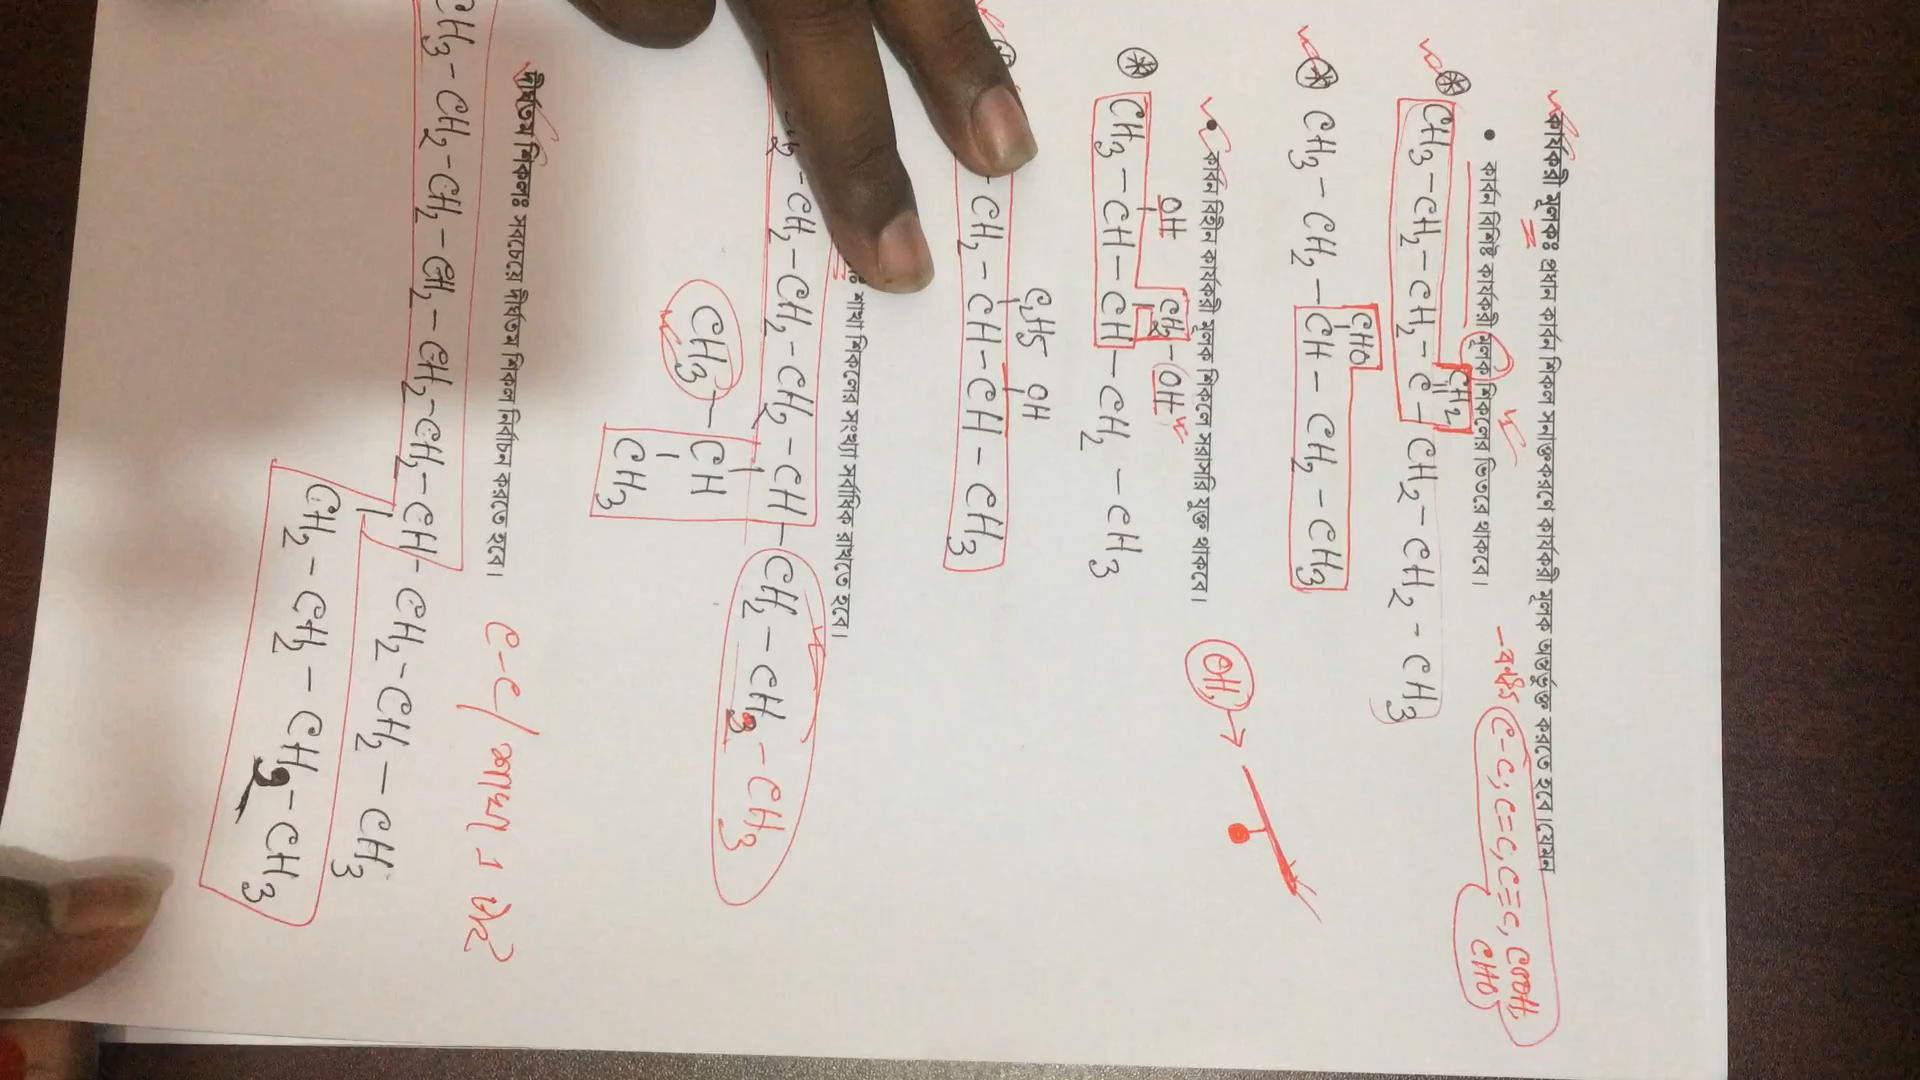 কার্যকরী মূলকঃ প্রধান কার্বন শিকল সনাক্তকরণে কার্যকরী মূলক অন্তর্ভুক্ত করতে হবে। যেমন
• কার্বন বিশিষ্ট কার্যকরী মূলক শিকলের ভিতরে থাকবে।
C-C, C=C, C≡C, COOH,
CHO
CH2
CH3-CH2-CH2-C-CH2-CH2-CH3
CHO
CH3-CH2-CH-CH2-CH3
• কার্বন বিহীন কার্যকরী মূলক শিকলে সরাসরি যুক্ত থাকবে।
OH→
OH CH2-OH
CH3-CH-CH-CH2-CH3
C2H5 OH
-CH2-CH-CH-CH3
শাখা শিকলের সংখ্যা সর্বাধিক রাখতে হবে।
-CH2-CH2-CH2-CH-CH2-CH2-CH3
CH3-CH
CH3
দীর্ঘতম শিকলঃ সবচেয়ে দীর্ঘতম শিকল নির্বাচন করতে হবে। C-C/
CH3-CH2-CH2-CH2-CH2-CH2-CH-CH2-CH2-CH3
CH2-CH2-CH2-CH3